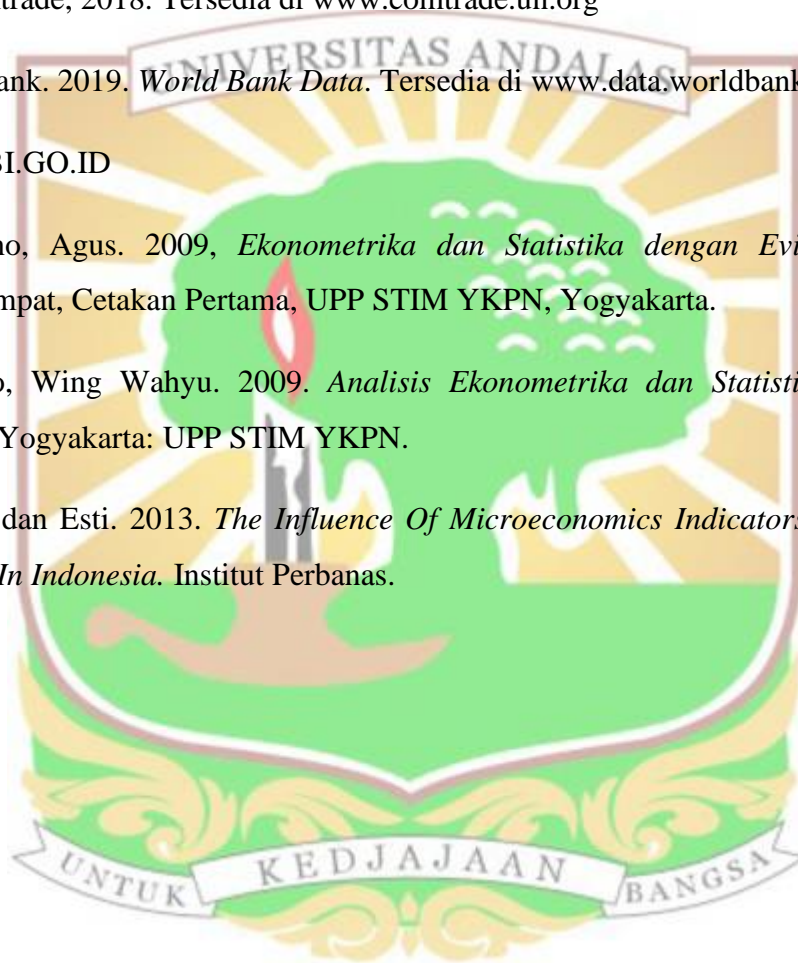 trade, 2018. Tersedia di www.comtrade.un.org
UNIVERSITAS ANDALAS
ank. 2019. World Bank Data. Tersedia di www.data.worldbank
BI.GO.ID
no, Agus. 2009, Ekonometrika dan Statistika dengan Evi
mpat, Cetakan Pertama, UPP STIM YKPN, Yogyakarta.
o, Wing Wahyu. 2009. Analisis Ekonometrika dan Statisti
Yogyakarta: UPP STIM YKPN.
dan Esti. 2013. The Influence Of Microeconomics Indicators
In Indonesia. Institut Perbanas.
UNTUK KEDJAJAAN BANGSA